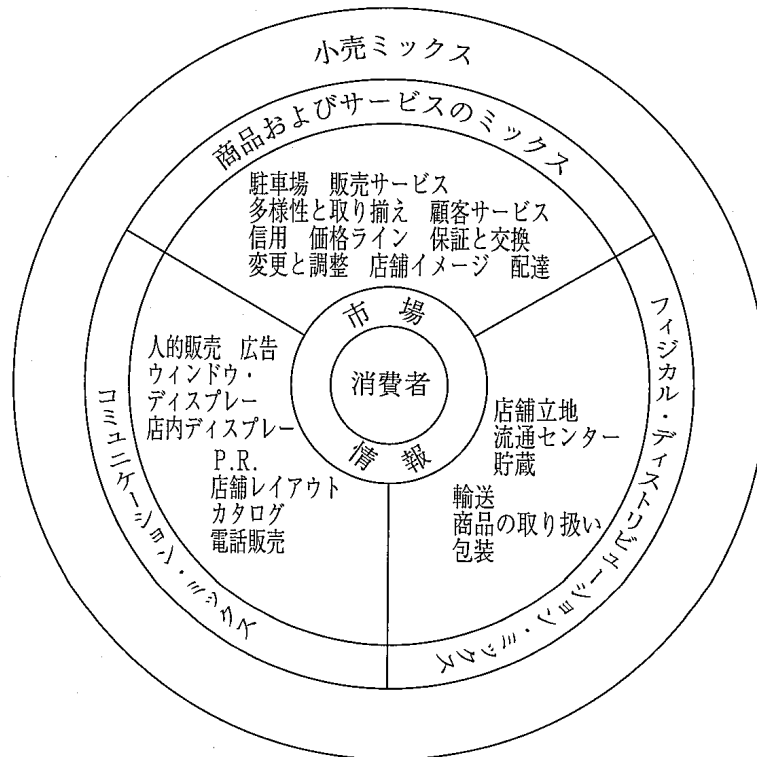 小売ミックス
商品およびサービスのミックス
駐車場 販売サービス
多様性と取り揃え 顧客サービス
信用 価格ライン 保証と交換
変更と調整 店舗イメージ 配達
市場
消費者
情報
人的販売 広告
ウィンドウ・
ディスプレー
店内ディスプレー
P.R.
店舗レイアウト
カタログ
電話販売
コミュニケーション・ミックス
店舗立地
流通センター
貯蔵
輸送
商品の取り扱い
包装
フィジカル・ディストリビューション・ミックス